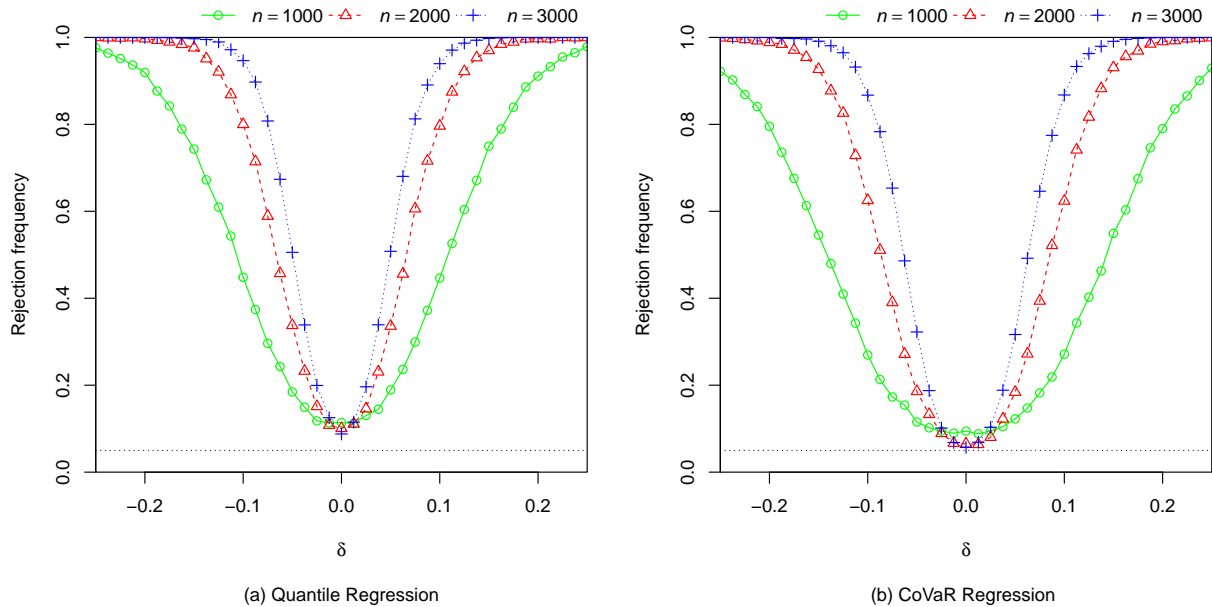 n = 1000 n = 2000 n = 3000
Rejection frequency
1.0
0.8
0.6
0.4
0.2
0.0
−0.2 −0.1 0.0 0.1 0.2
δ
(a) Quantile Regression
n = 1000 n = 2000 n = 3000
Rejection frequency
1.0
0.8
0.6
0.4
0.2
0.0
−0.2 −0.1 0.0 0.1 0.2
δ
(b) CoVaR Regression